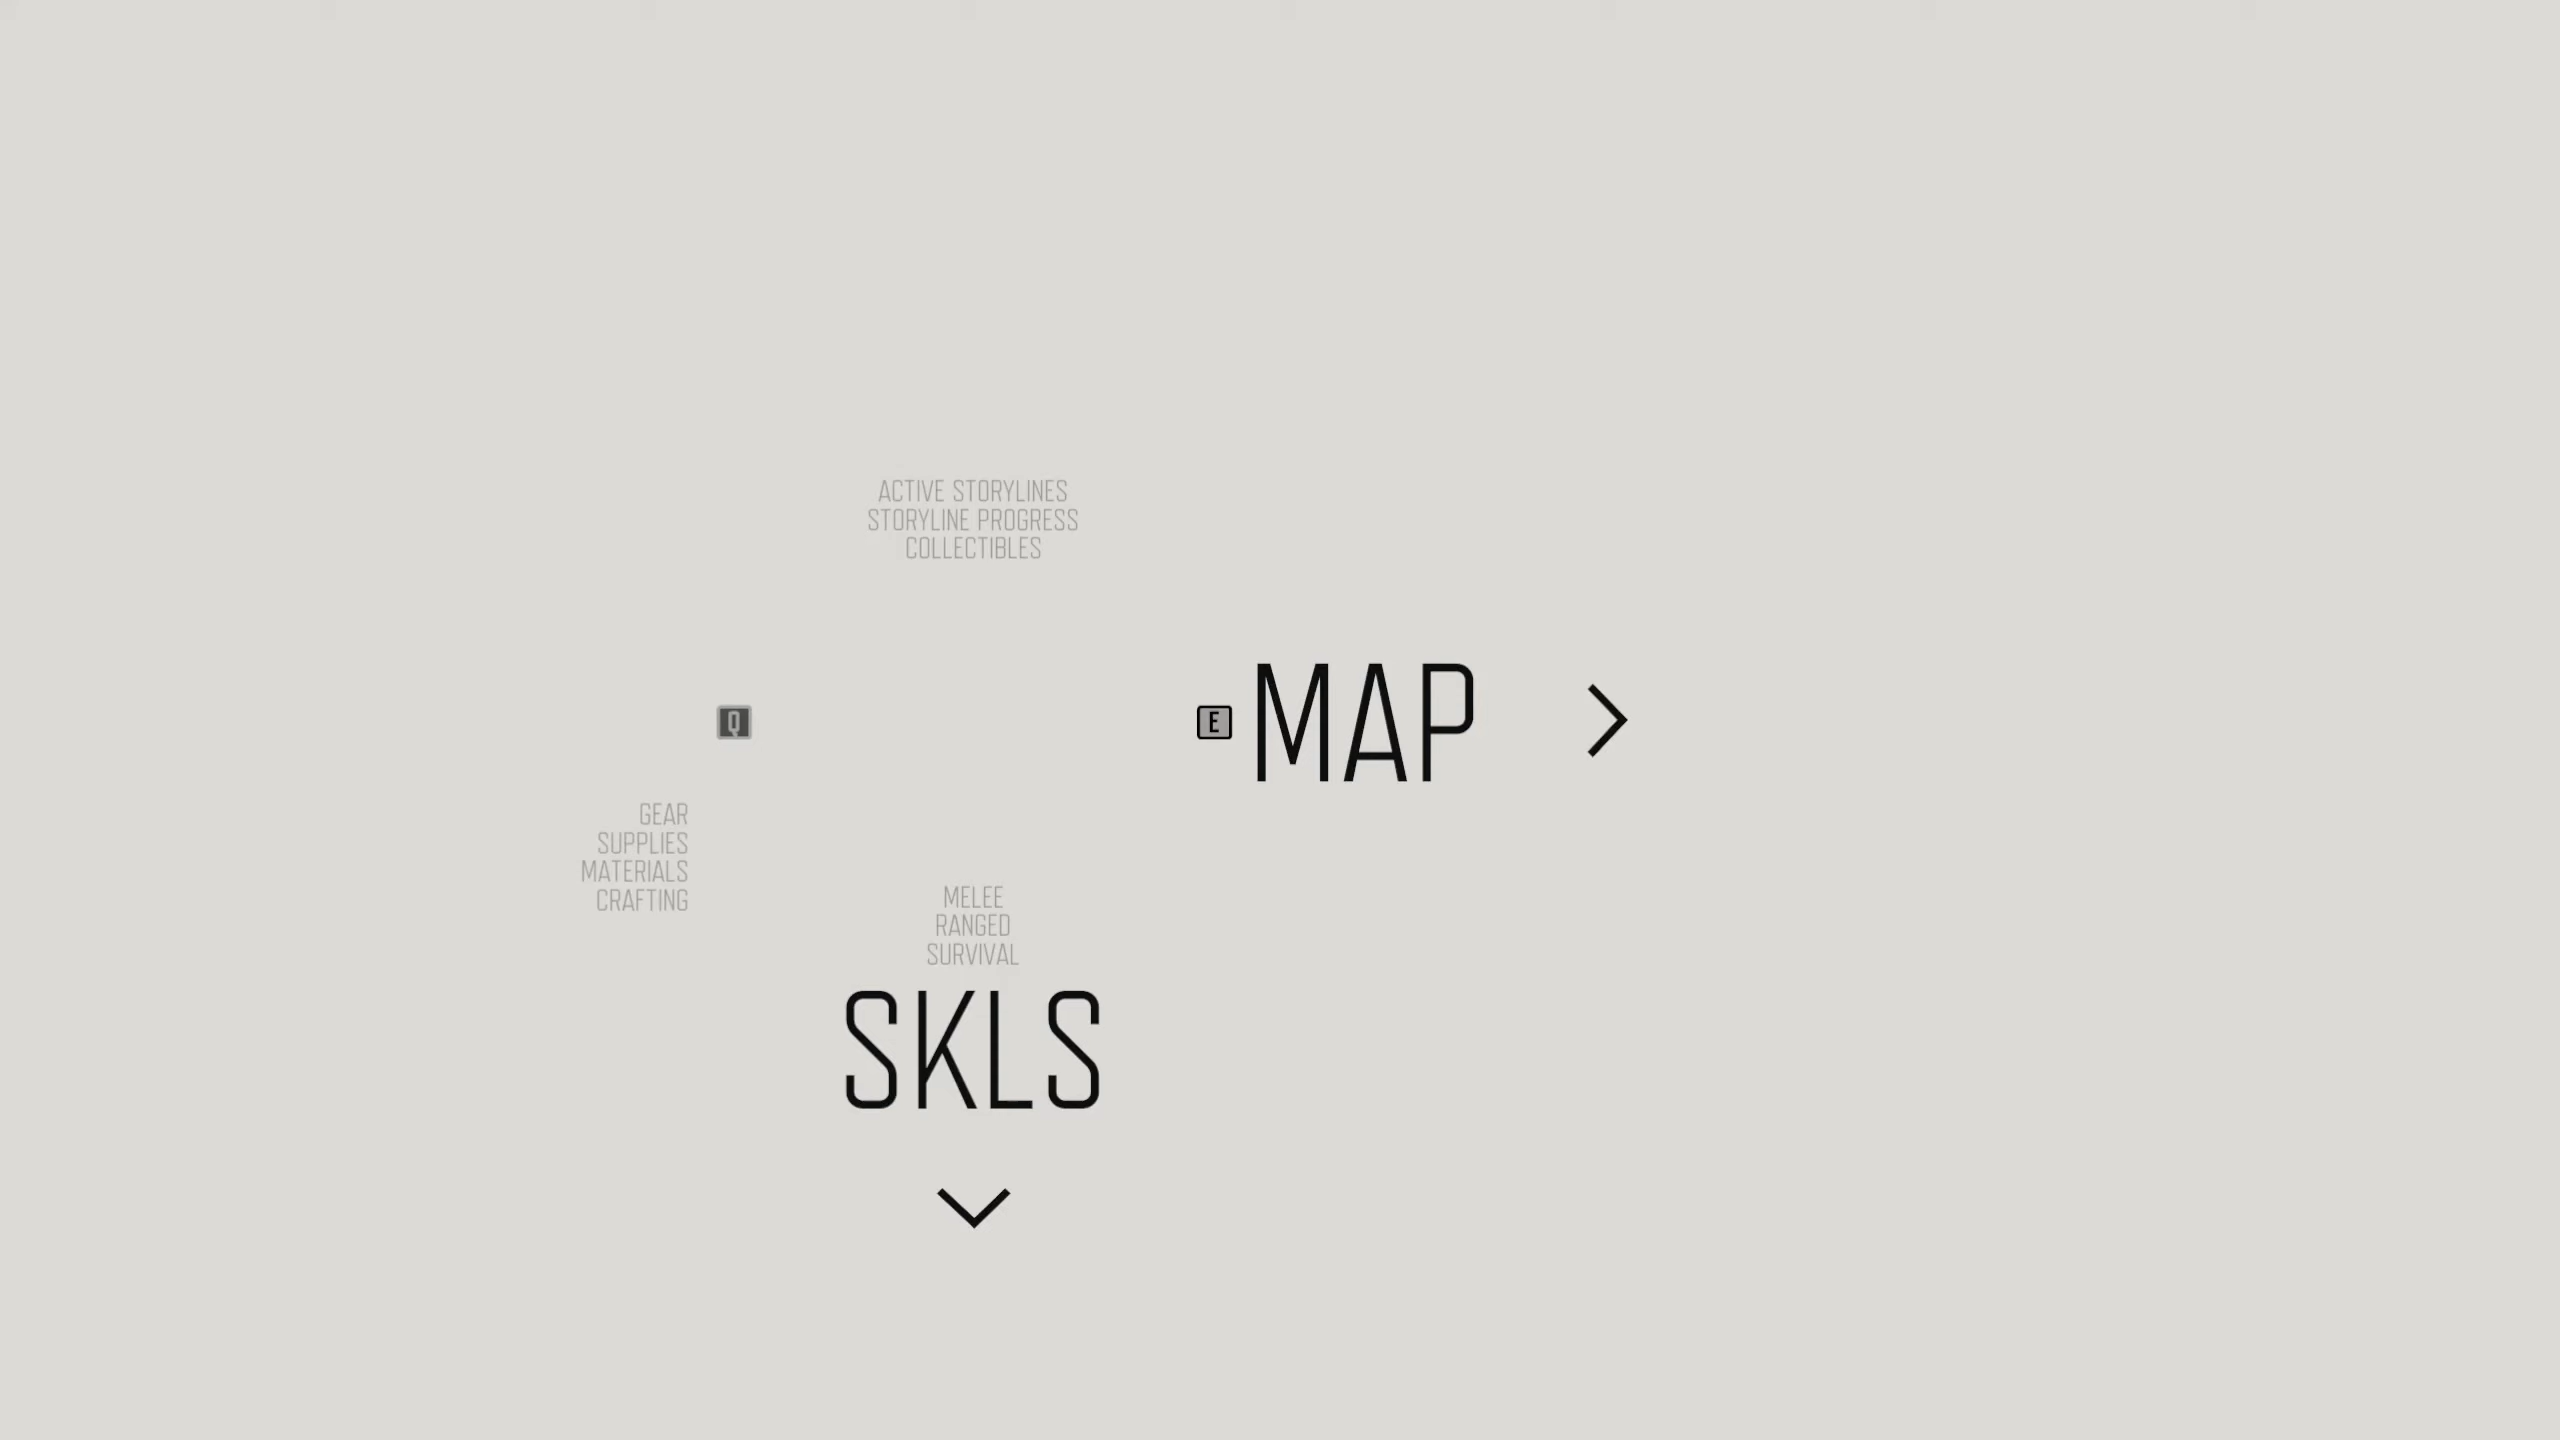 ACTIVE STORYLINES
STORYLINE PROGRESS
COLLECTIBLES
Q
E MAP
GEAR
SUPPLIES
MATERIALS
CRAFTING
MELEE
RANGED
SURVIVAL
SKLS